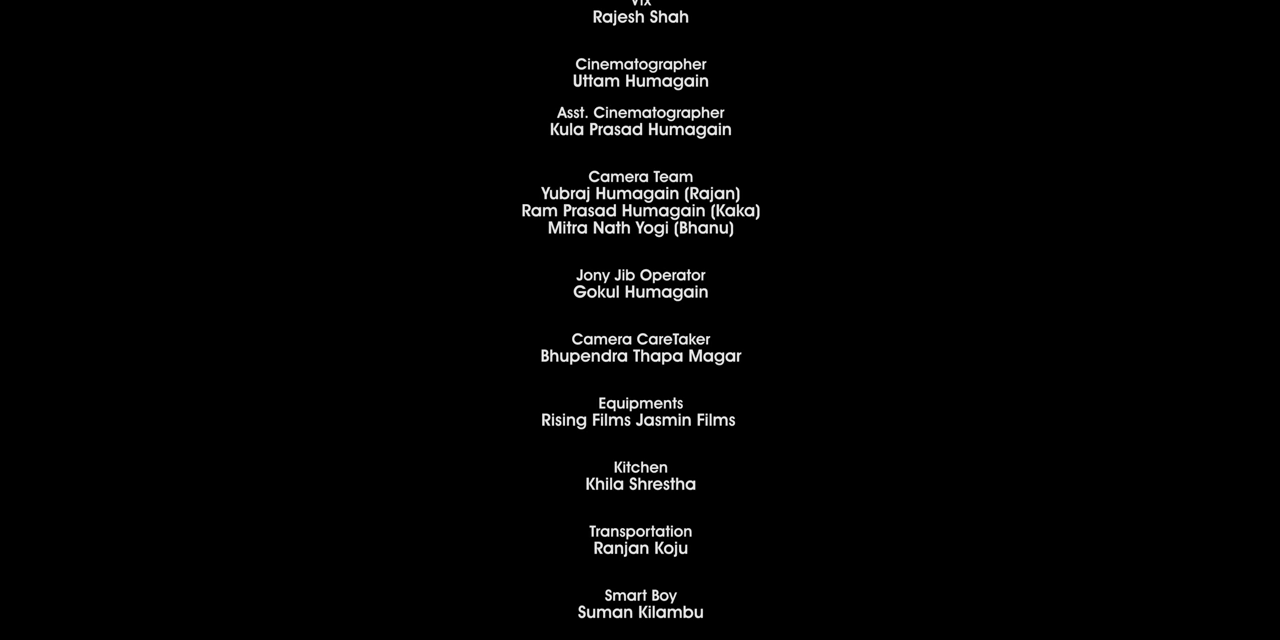 Vfx
Rajesh Shah
Cinematographer
Uttam Humagain
Asst. Cinematographer
Kula Prasad Humagain
Camera Team
Yubraj Humagain (Rajan)
Ram Prasad Humagain (Kaka)
Mitra Nath Yogi (Bhanu)
Jony Jib Operator
Gokul Humagain
Camera CareTaker
Bhupendra Thapa Magar
Equipments
Rising Films Jasmin Films
Kitchen
Khila Shrestha
Transportation
Ranjan Koju
Smart Boy
Suman Kilambu